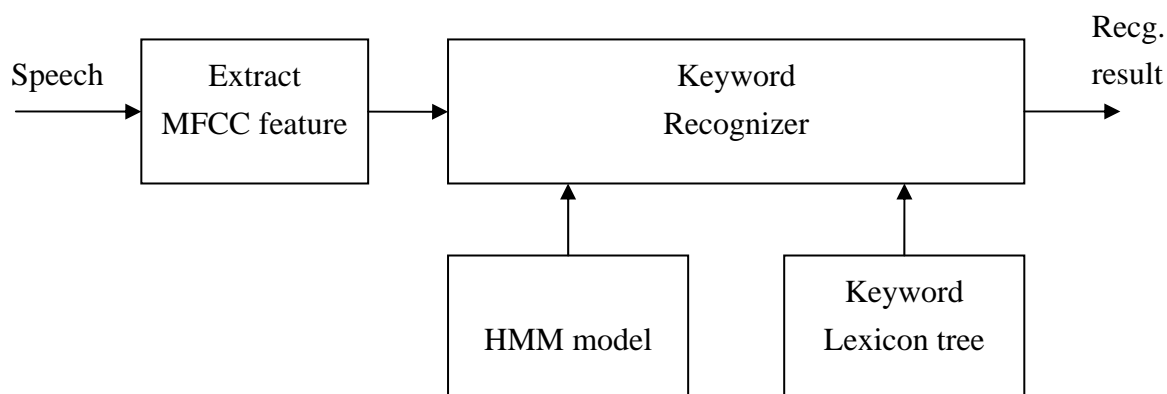 Speech
Extract
MFCC feature
Keyword
Recognizer
Recg.
result
HMM model
Keyword
Lexicon tree